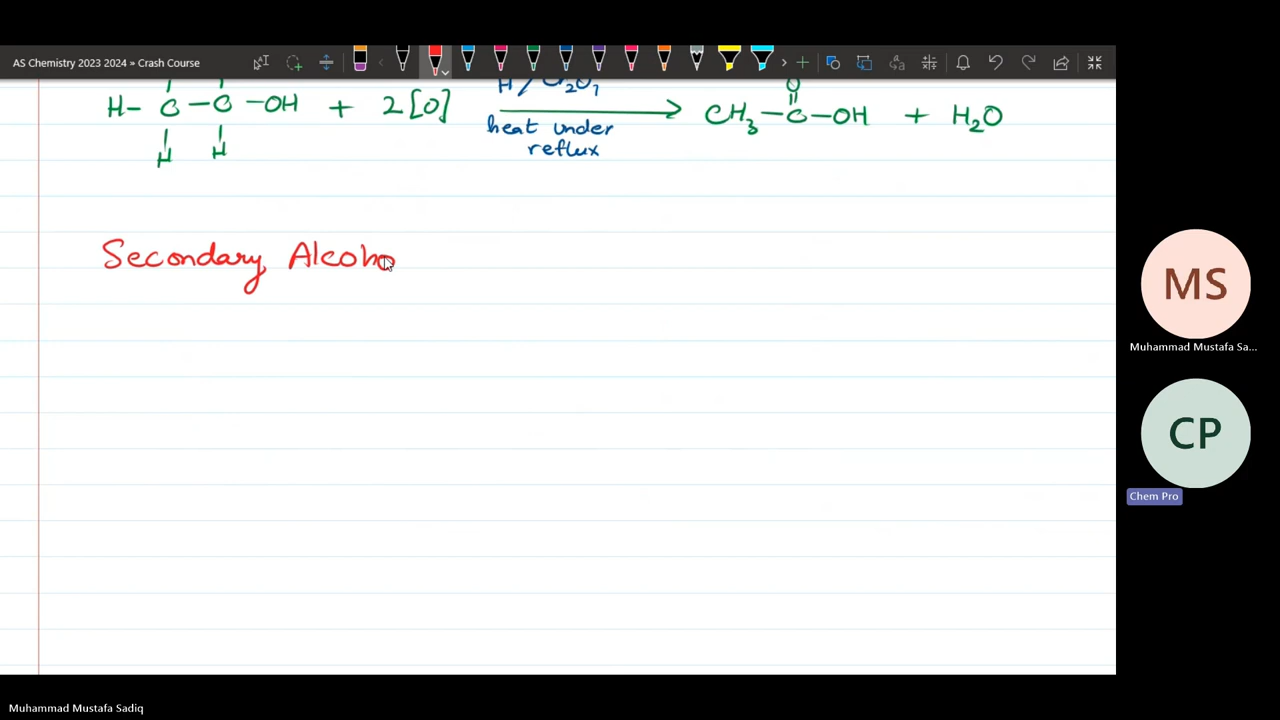 AS Chemistry 2023 2024 » Crash Course
H / Cr2O7
O
H- C - C -OH + 2[O] CH3 - C - OH + H2O
heat under
reflux
H H
Secondary Alcoho
MS
Muhammad Mustafa Sa...
CP
Chem Pro
Muhammad Mustafa Sadiq